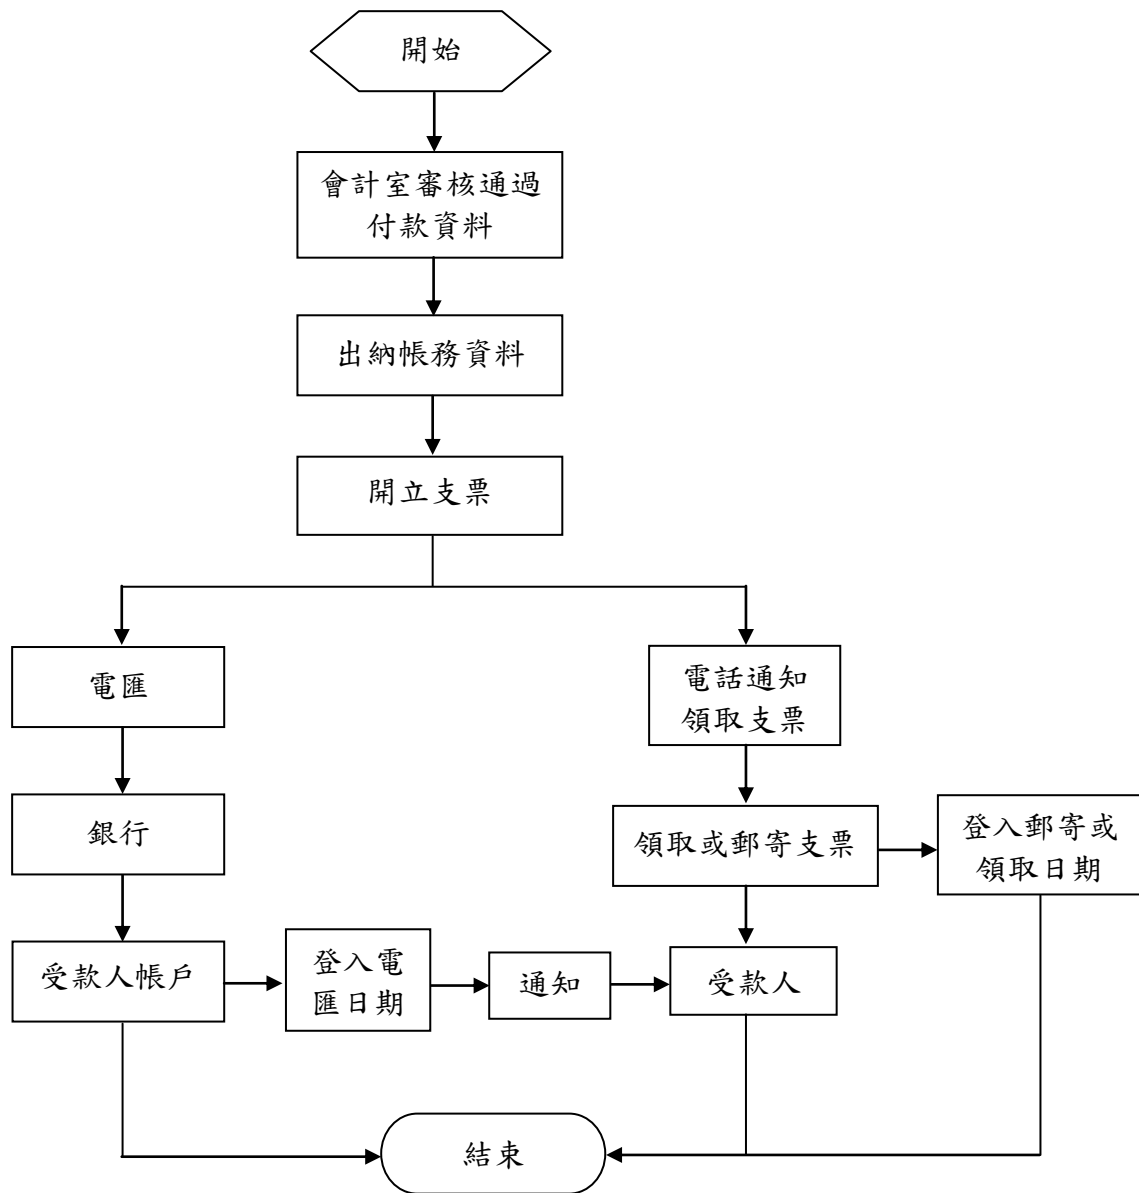 開始
會計室審核通過
付款資料
出納帳務資料
開立支票
電匯
電話通知
領取支票
銀行
領取或郵寄支票
登入郵寄或
領取日期
受款人帳戶
登入電
匯日期
通知
受款人
結束